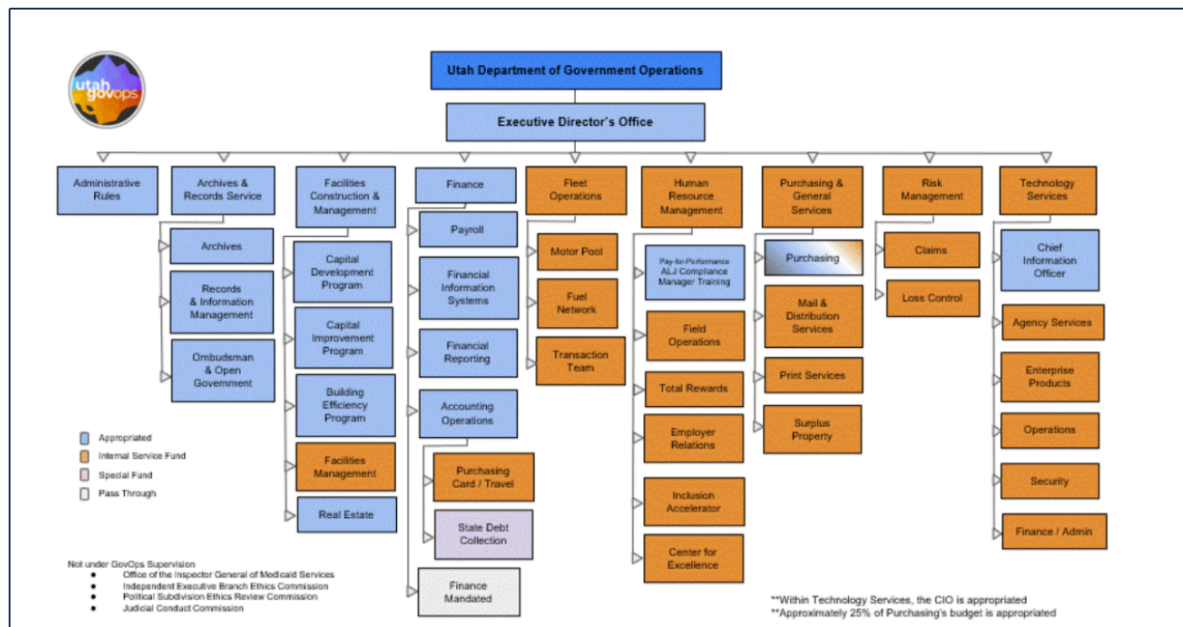 utah
govops
Utah Department of Government Operations
Executive Director's Office
Administrative
Rules
Archives &
Records Service
Archives
Records
& Information
Management
Ombudsman
& Open
Government
Facilities
Construction &
Management
Capital
Development
Program
Capital
Improvement
Program
Building
Efficiency
Program
Facilities
Management
Real Estate
Finance
Payroll
Financial
Information
Systems
Financial
Reporting
Accounting
Operations
Purchasing
Card / Travel
State Debt
Collection
Finance
Mandated
Fleet
Operations
Motor Pool
Fuel
Network
Transaction
Team
Human
Resource
Management
Pay-for-Performance
ALJ Compliance
Manager Training
Field
Operations
Total Rewards
Employer
Relations
Inclusion
Accelerator
Center for
Excellence
Purchasing &
General
Services
Purchasing
Mail &
Distribution
Services
Print Services
Surplus
Property
Risk
Management
Claims
Loss Control
Technology
Services
Chief
Information
Officer
Agency Services
Enterprise
Products
Operations
Security
Finance / Admin
Appropriated
Internal Service Fund
Special Fund
Pass Through
Not under GovOps Supervision
● Office of the Inspector General of Medicaid Services
● Independent Executive Branch Ethics Commission
● Political Subdivision Ethics Review Commission
● Judicial Conduct Commission
**Within Technology Services, the CIO is appropriated
**Approximately 25% of Purchasing's budget is appropriated